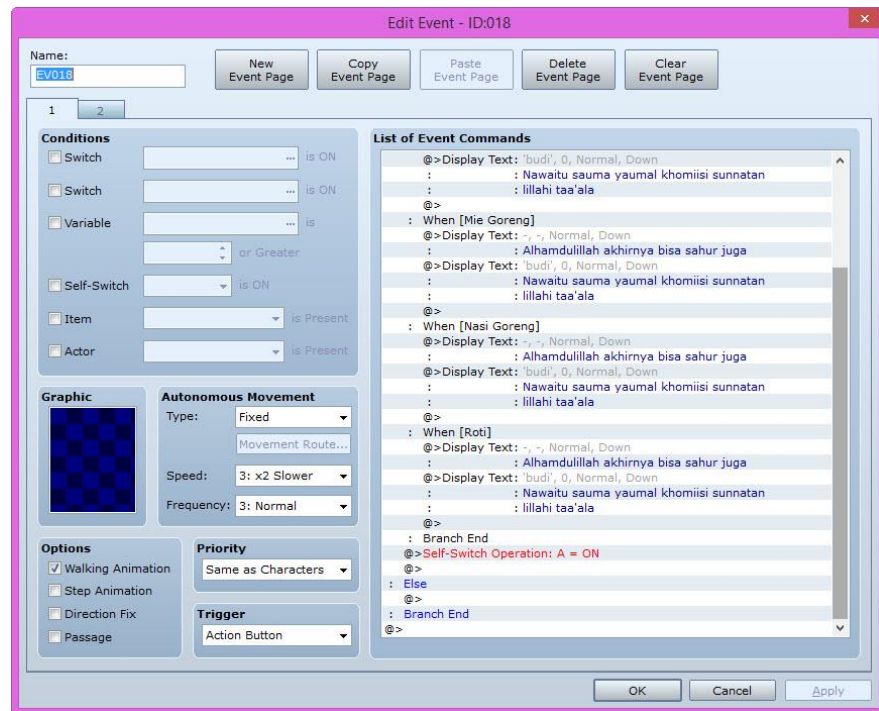 Edit Event - ID:018
Name:
EV018
New Event Page
Copy Event Page
Paste Event Page
Delete Event Page
Clear Event Page
1
2
Conditions
Switch ... is ON
Switch ... is ON
Variable ... is
or Greater
Self-Switch is ON
Item is Present
Actor is Present
Graphic
Autonomous Movement
Type: Fixed
Movement Route...
Speed: 3: x2 Slower
Frequency: 3: Normal
Options
Walking Animation
Step Animation
Direction Fix
Passage
Priority
Same as Characters
Trigger
Action Button
List of Event Commands
@>Display Text: 'budi', 0, Normal, Down
: : Nawaitu sauma yaumal khomiisi sunnatan
: : lillahi taa'ala
@>
: When [Mie Goreng]
@>Display Text: -, -, Normal, Down
: : Alhamdulillah akhirnya bisa sahur juga
@>Display Text: 'budi', 0, Normal, Down
: : Nawaitu sauma yaumal khomiisi sunnatan
: : lillahi taa'ala
@>
: When [Nasi Goreng]
@>Display Text: -, -, Normal, Down
: : Alhamdulillah akhirnya bisa sahur juga
@>Display Text: 'budi', 0, Normal, Down
: : Nawaitu sauma yaumal khomiisi sunnatan
: : lillahi taa'ala
@>
: When [Roti]
@>Display Text: -, -, Normal, Down
: : Alhamdulillah akhirnya bisa sahur juga
@>Display Text: 'budi', 0, Normal, Down
: : Nawaitu sauma yaumal khomiisi sunnatan
: : lillahi taa'ala
@>
: Branch End
@>Self-Switch Operation: A = ON
@>
: Else
@>
: Branch End
@>
OK
Cancel
Apply